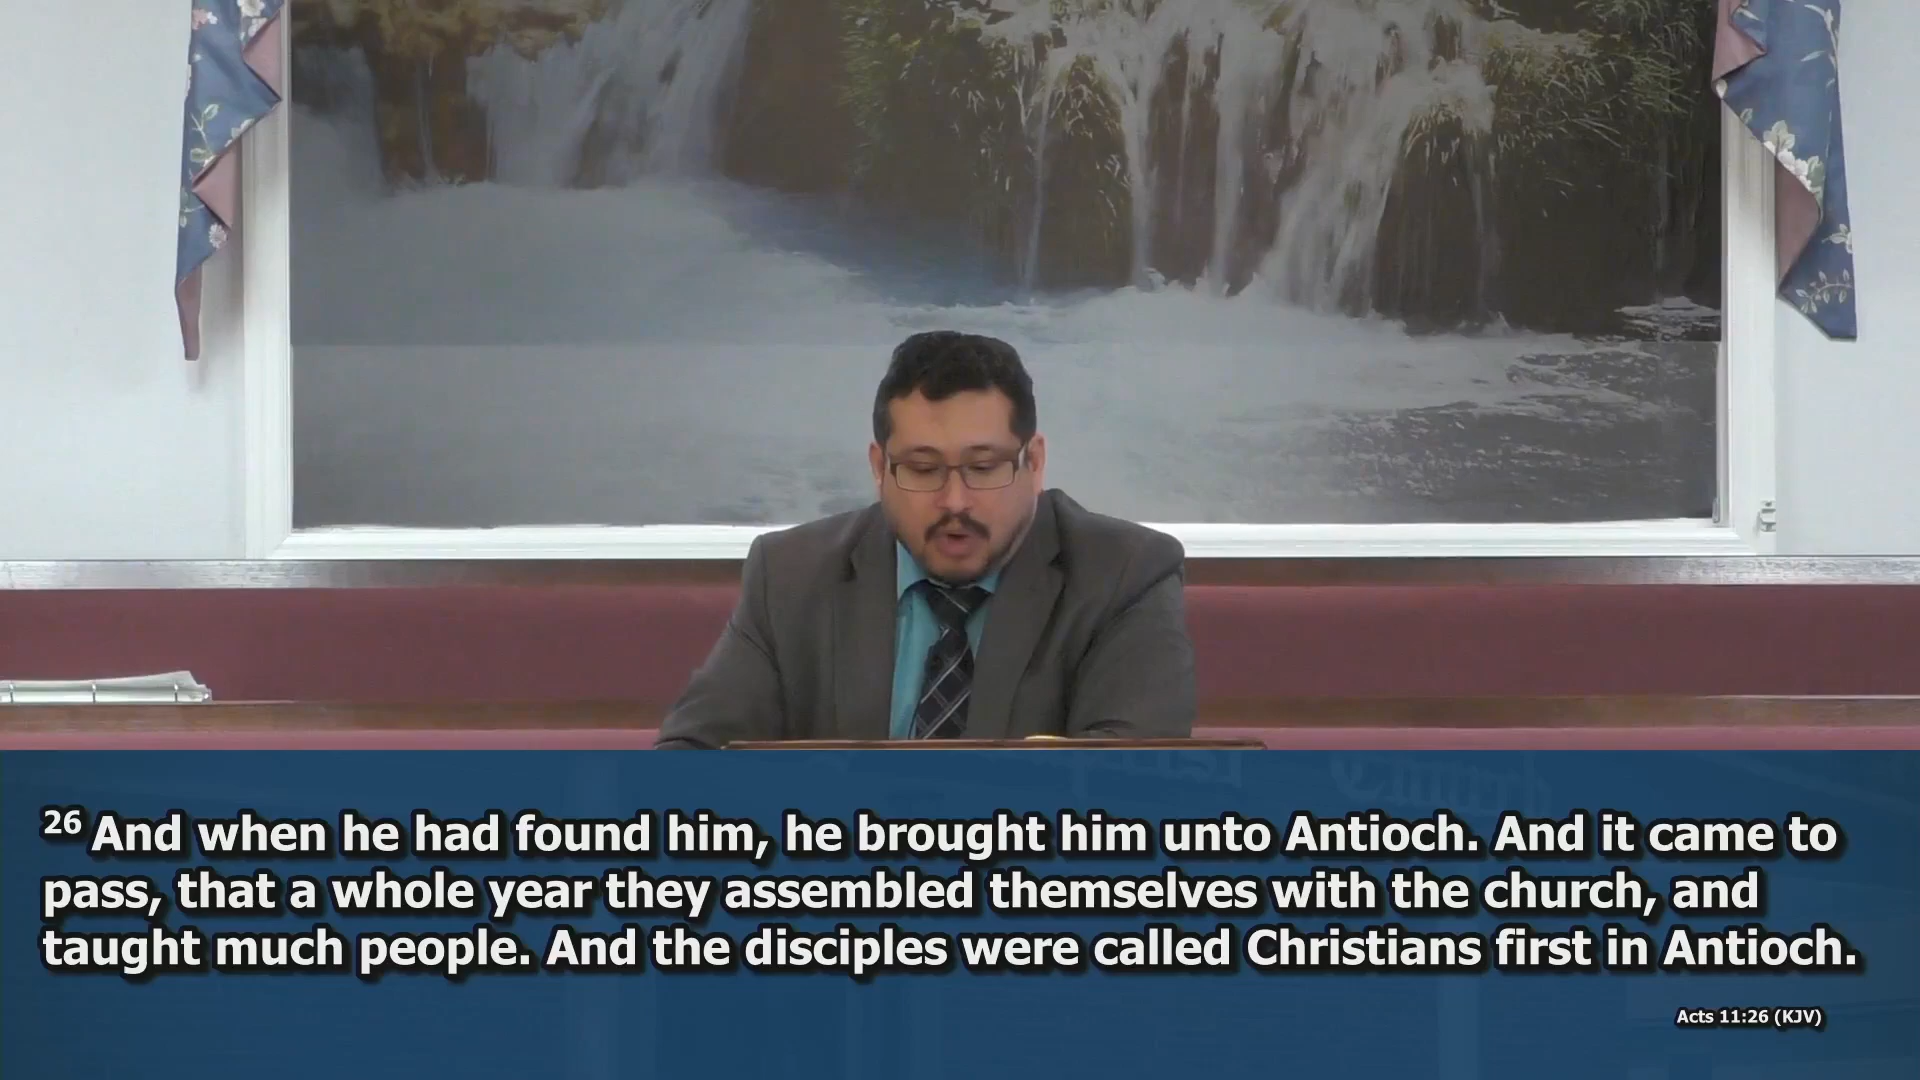 26 And when he had found him, he brought him unto Antioch. And it came to
pass, that a whole year they assembled themselves with the church, and
taught much people. And the disciples were called Christians first in Antioch.
Acts 11:26 (KJV)